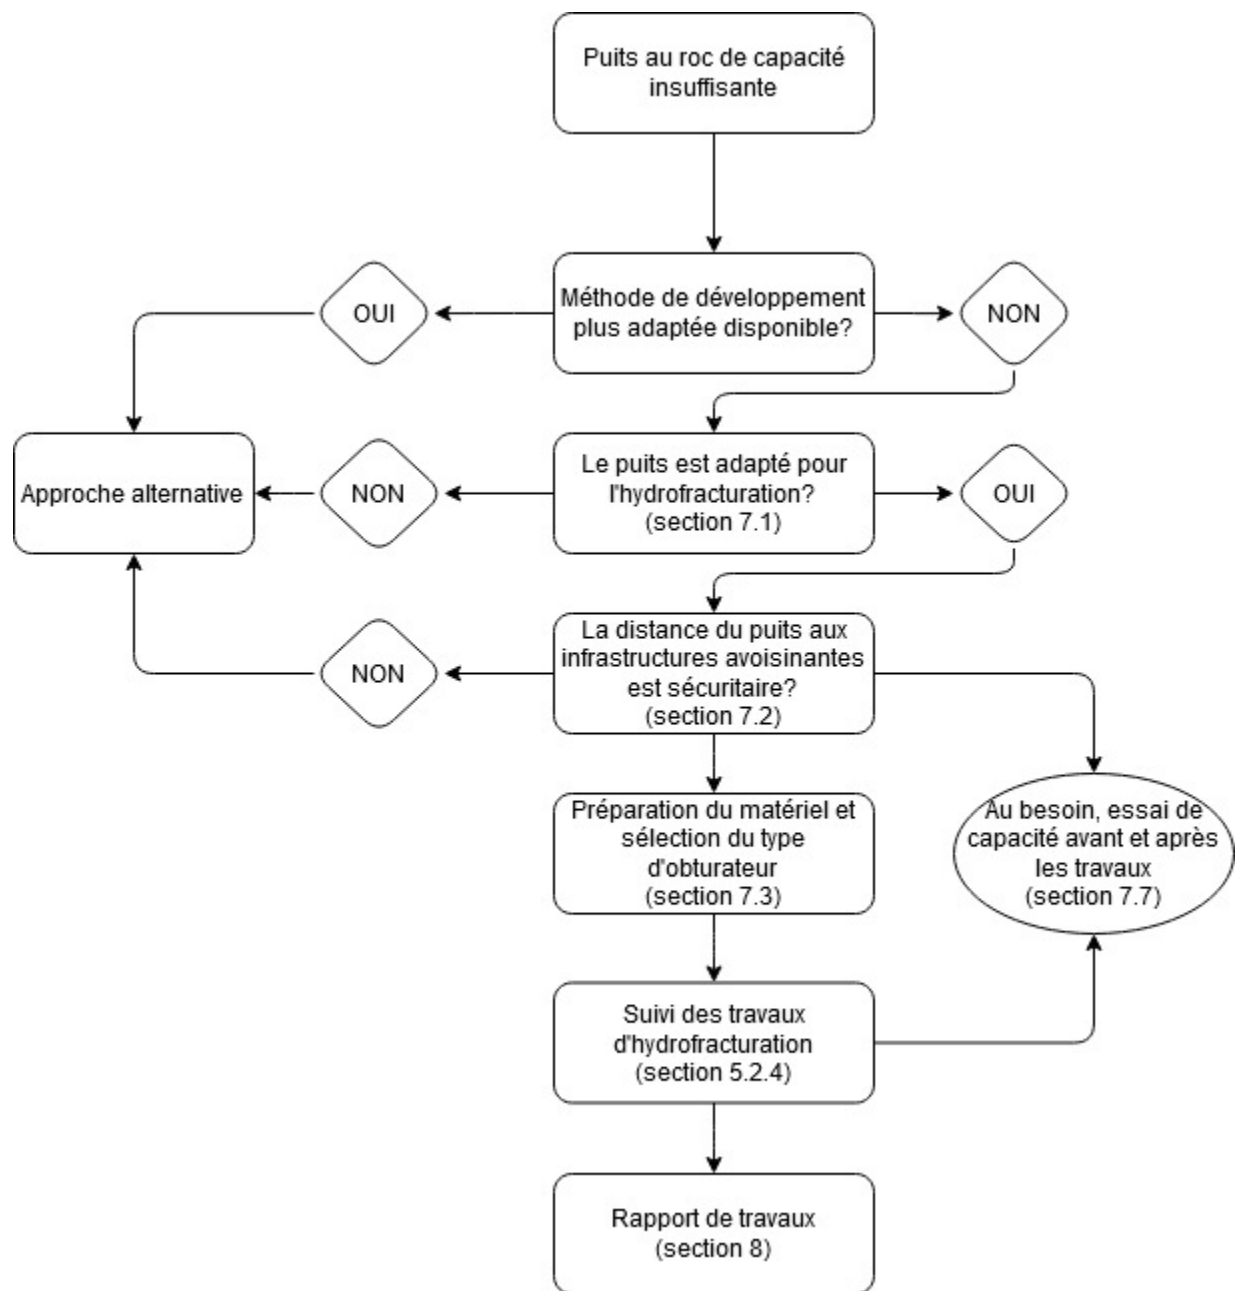 Puits au roc de capacité
insuffisante
Méthode de développement
plus adaptée disponible?
OUI
NON
Le puits est adapté pour
l'hydrofracturation?
(section 7.1)
Approche alternative
NON
OUI
La distance du puits aux
infrastructures avoisinantes
est sécuritaire?
(section 7.2)
NON
Préparation du matériel et
sélection du type
d'obturateur
(section 7.3)
Au besoin, essai de
capacité avant et après
les travaux
(section 7.7)
Suivi des travaux
d'hydrofracturation
(section 5.2.4)
Rapport de travaux
(section 8)